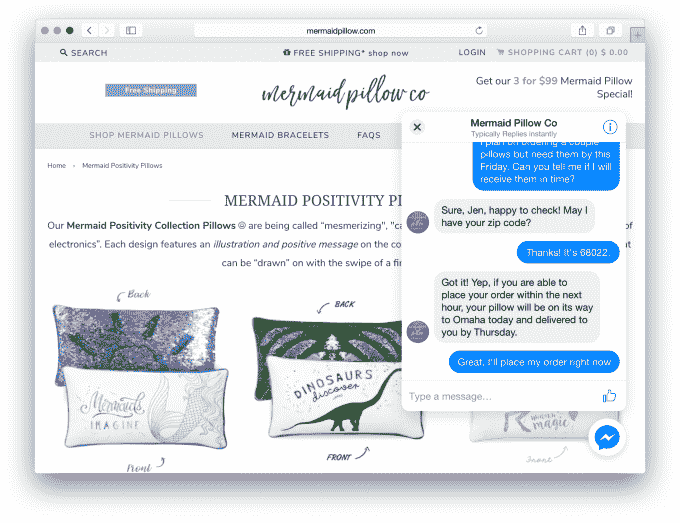 mermaidpillow.com
SEARCH
FREE SHIPPING* shop now
LOGIN
SHOPPING CART (0) $ 0.00
Free Shipping
mermaid pillow co
Get our 3 for $99 Mermaid Pillow
Special!
SHOP MERMAID PILLOWS
MERMAID BRACELETS
FAQS
Home
Mermaid Positivity Pillows
MERMAID POSITIVITY PI
Our Mermaid Positivity Collection Pillows ® are being called "mesmerizing", "ca
of
electronics". Each design features an illustration and positive message on the co
nt
can be "drawn" on with the swipe of a fi
Back
Mermaids
IMAGINE
Front
BACK
DINOSAURS
discover
FRONT
magic
Front
Mermaid Pillow Co
Typically Replies instantly
I plan on ordering a couple
pillows but need them by this
Friday. Can you tell me if I will
receive them in time?
Sure, Jen, happy to check! May I
have your zip code?
Thanks! It's 68022.
Got it! Yep, if you are able to
place your order within the next
hour, your pillow will be on its way
to Omaha today and delivered to
you by Thursday.
Great, I'll place my order right now
Type a message...